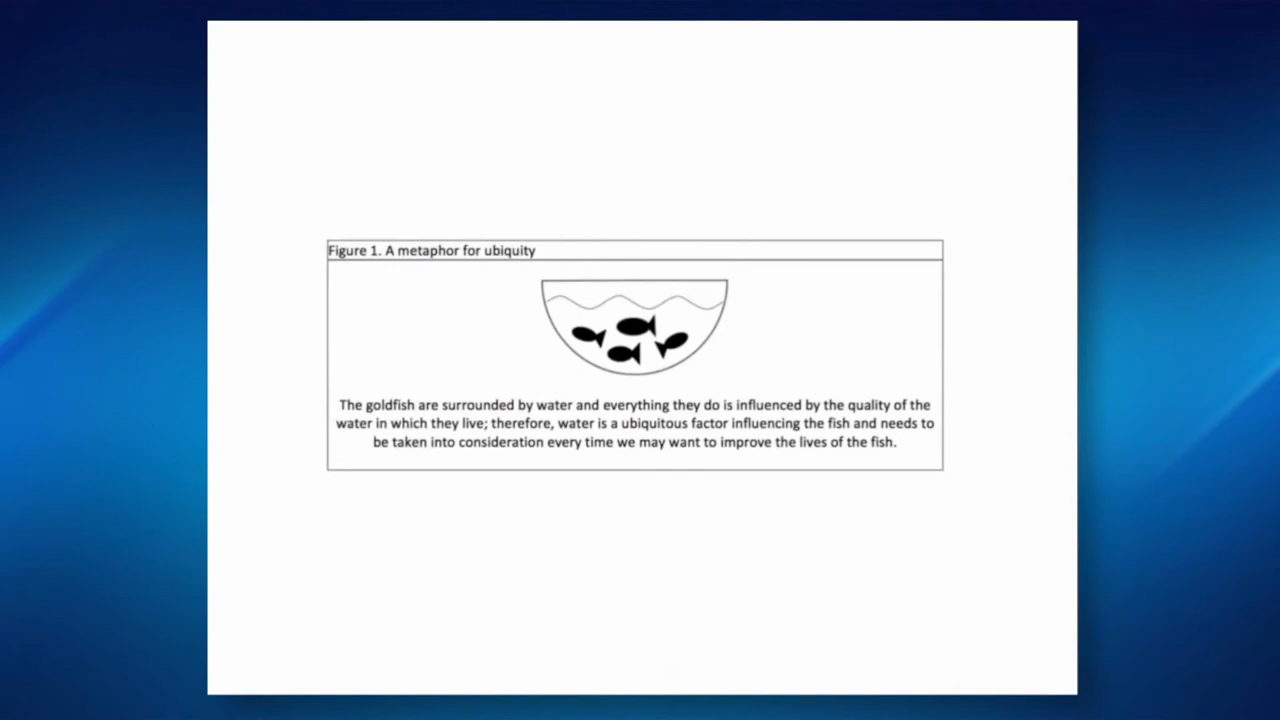 Figure 1. A metaphor for ubiquity
The goldfish are surrounded by water and everything they do is influenced by the quality of the
water in which they live; therefore, water is a ubiquitous factor influencing the fish and needs to
be taken into consideration every time we may want to improve the lives of the fish.